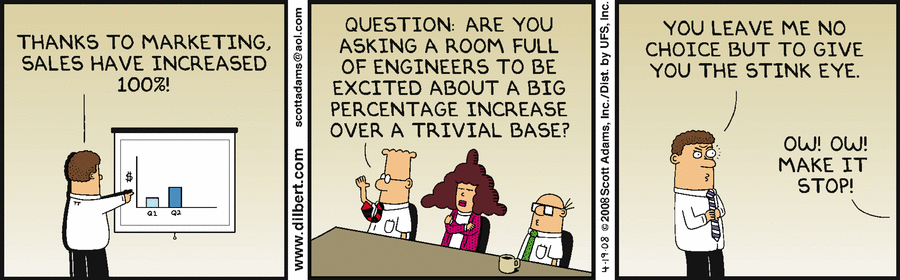 THANKS TO MARKETING,
SALES HAVE INCREASED
100%!
$
Q1 Q2
www.dilbert.com scottadams@aol.com
QUESTION: ARE YOU
ASKING A ROOM FULL
OF ENGINEERS TO BE
EXCITED ABOUT A BIG
PERCENTAGE INCREASE
OVER A TRIVIAL BASE?
4-19-08 © 2008 Scott Adams, Inc./Dist. by UFS, Inc.
YOU LEAVE ME NO
CHOICE BUT TO GIVE
YOU THE STINK EYE.
OW! OW!
MAKE IT
STOP!